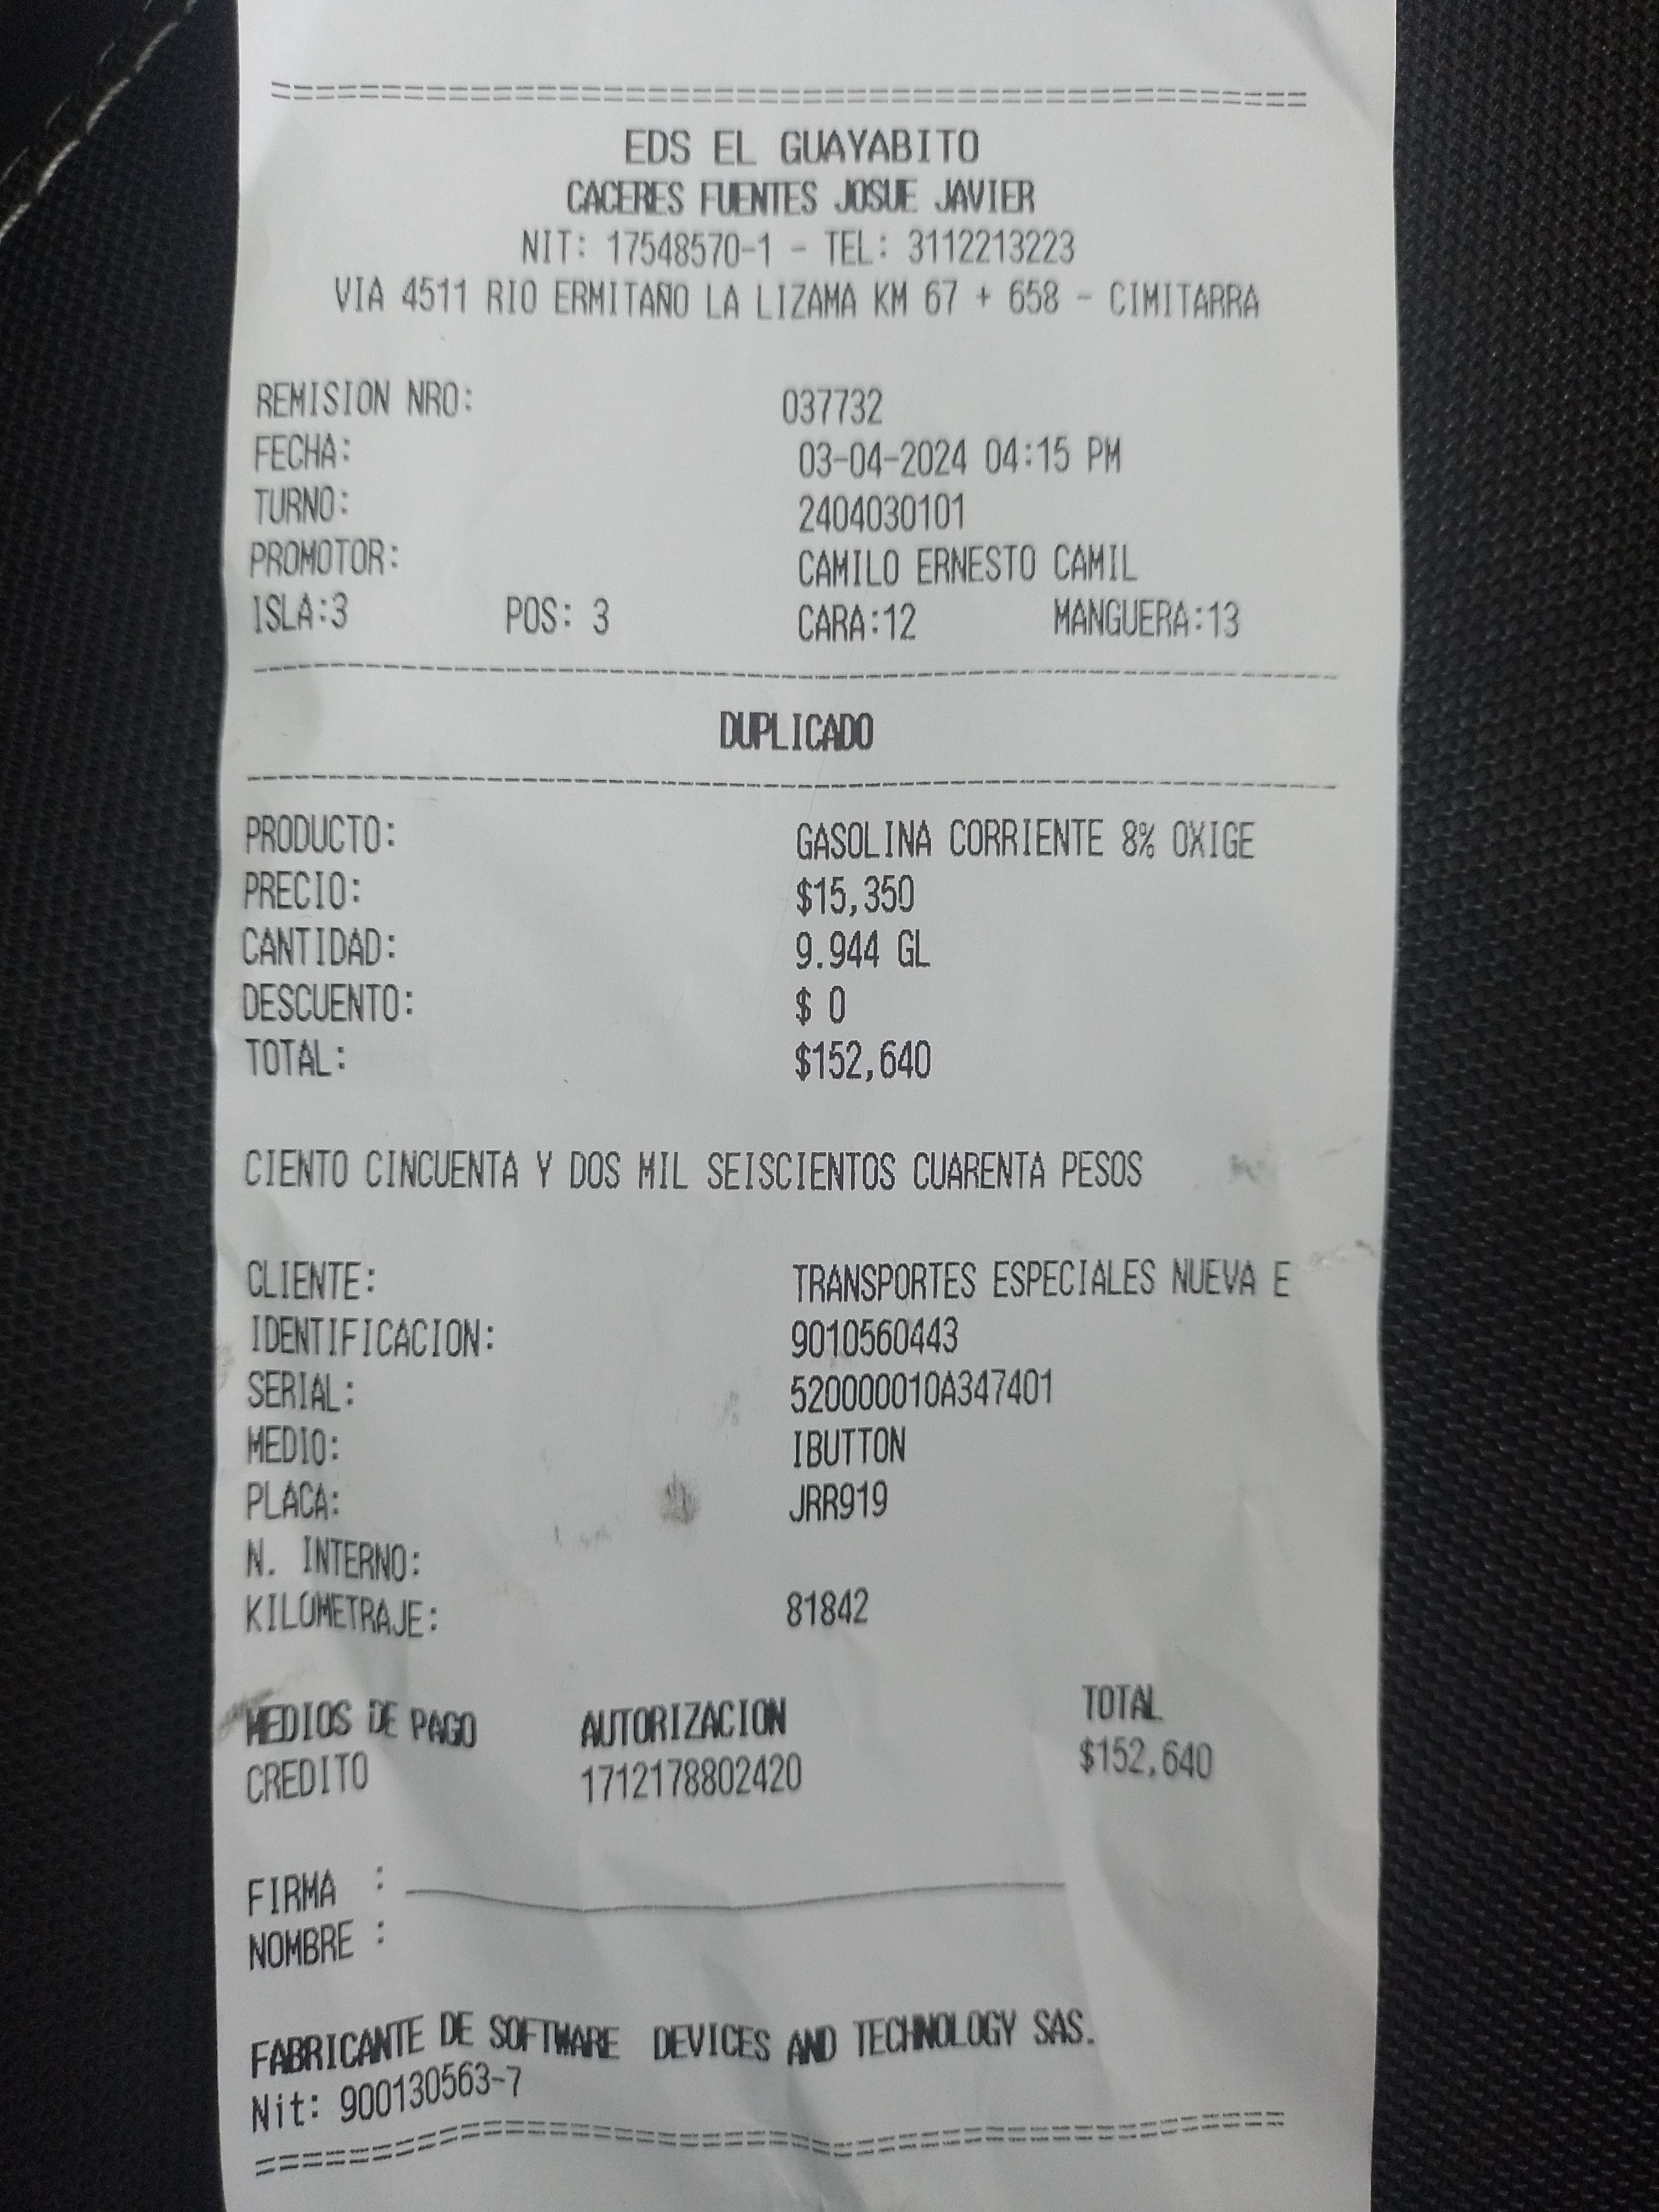 ==================================================
EDS EL GUAYABITO
CACERES FUENTES JOSUE JAVIER
NIT: 17548570-1 - TEL: 3112213223
VIA 4511 RIO ERMITAÑO LA LIZAMA KM 67 + 658 - CIMITARRA
REMISION NRO: 037732
FECHA: 03-04-2024 04:15 PM
TURNO: 2404030101
PROMOTOR: CAMILO ERNESTO CAMIL
ISLA:3 POS: 3 CARA:12 MANGUERA:13
--------------------------------------------------
DUPLICADO
--------------------------------------------------
PRODUCTO: GASOLINA CORRIENTE 8% OXIGE
PRECIO: $15,350
CANTIDAD: 9.944 GL
DESCUENTO: $ 0
TOTAL: $152,640
CIENTO CINCUENTA Y DOS MIL SEISCIENTOS CUARENTA PESOS
CLIENTE: TRANSPORTES ESPECIALES NUEVA E
IDENTIFICACION: 9010560443
SERIAL: 520000010A347401
MEDIO: IBUTTON
PLACA: JRR919
N. INTERNO:
KILOMETRAJE: 81842
MEDIOS DE PAGO AUTORIZACION TOTAL
CREDITO 1712178802420 $152,640
FIRMA : ______________________________
NOMBRE :
FABRICANTE DE SOFTWARE DEVICES AND TECHNOLOGY SAS.
Nit: 900130563-7
==================================================